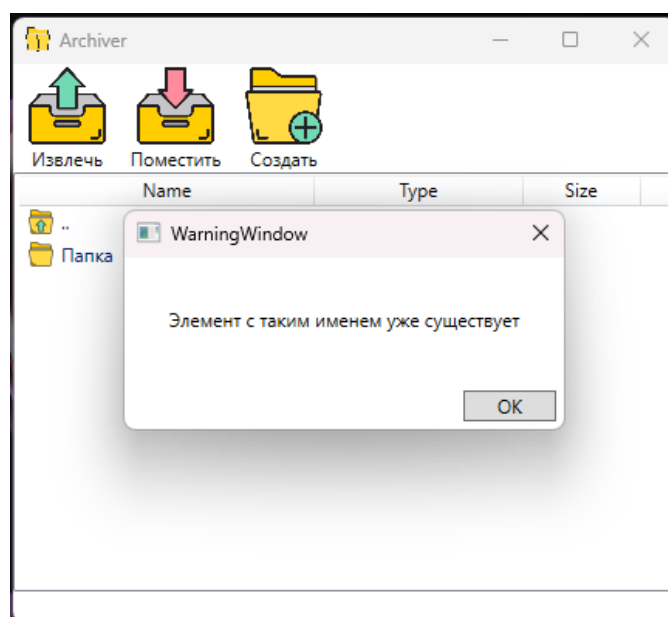 Archiver
Извлечь Поместить Создать
Name Type Size
..
Папка
WarningWindow
Элемент с таким именем уже существует
OK